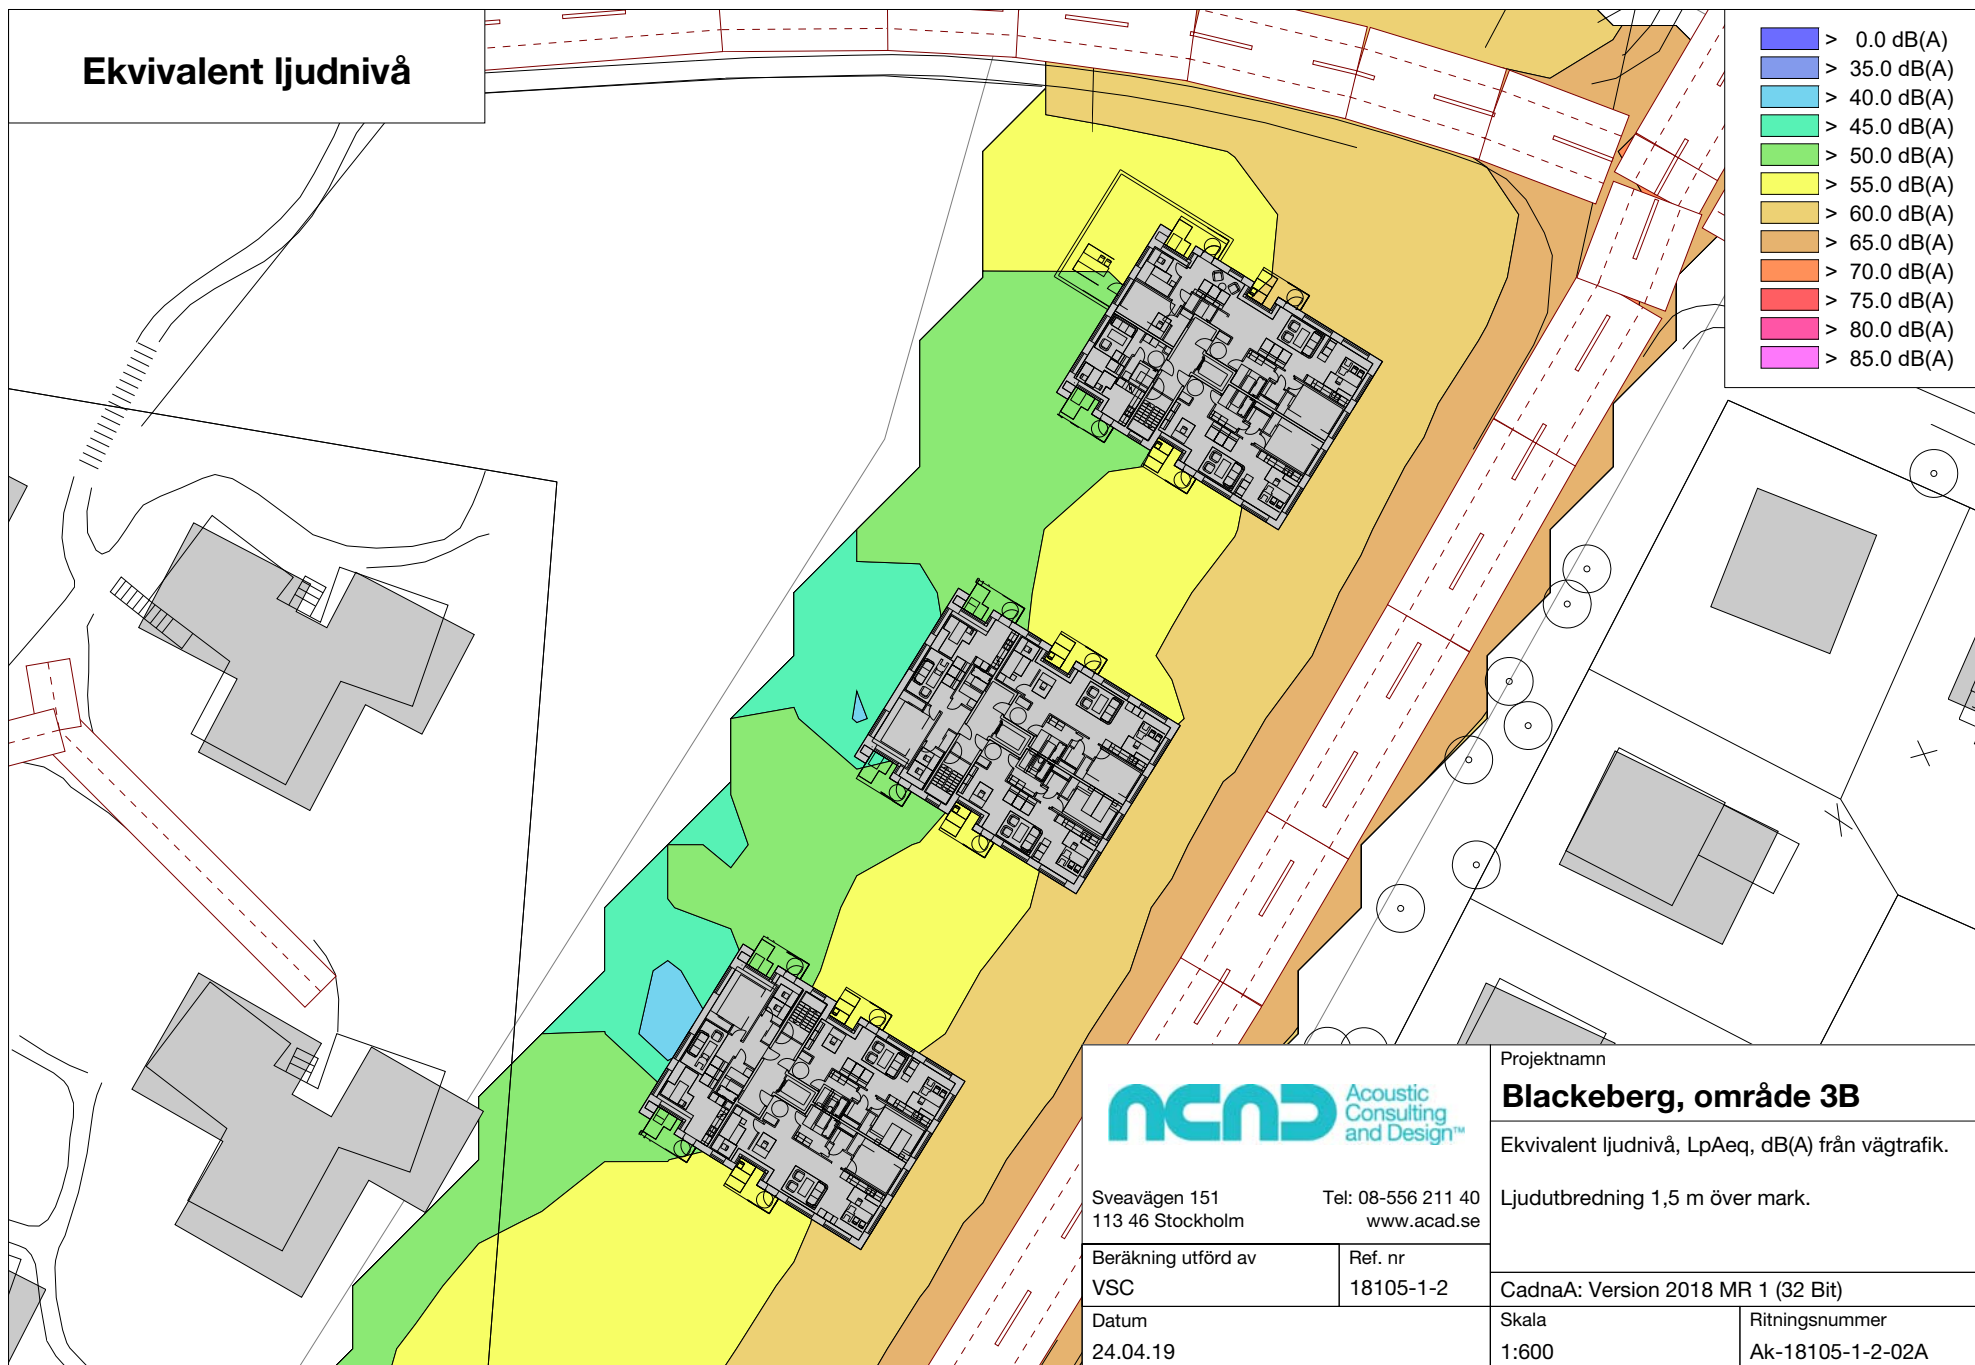 Ekvivalent ljudnivå
> 0.0 dB(A)
> 35.0 dB(A)
> 40.0 dB(A)
> 45.0 dB(A)
> 50.0 dB(A)
> 55.0 dB(A)
> 60.0 dB(A)
> 65.0 dB(A)
> 70.0 dB(A)
> 75.0 dB(A)
> 80.0 dB(A)
> 85.0 dB(A)
ACAD
Acoustic
Consulting
and Design™
Sveavägen 151
113 46 Stockholm
Tel: 08-556 211 40
www.acad.se
Beräkning utförd av
VSC
Ref. nr
18105-1-2
Datum
24.04.19
Projektnamn
Blackeberg, område 3B
Ekvivalent ljudnivå, LpAeq, dB(A) från vägtrafik.
Ljudutbredning 1,5 m över mark.
CadnaA: Version 2018 MR 1 (32 Bit)
Skala
1:600
Ritningsnummer
Ak-18105-1-2-02A